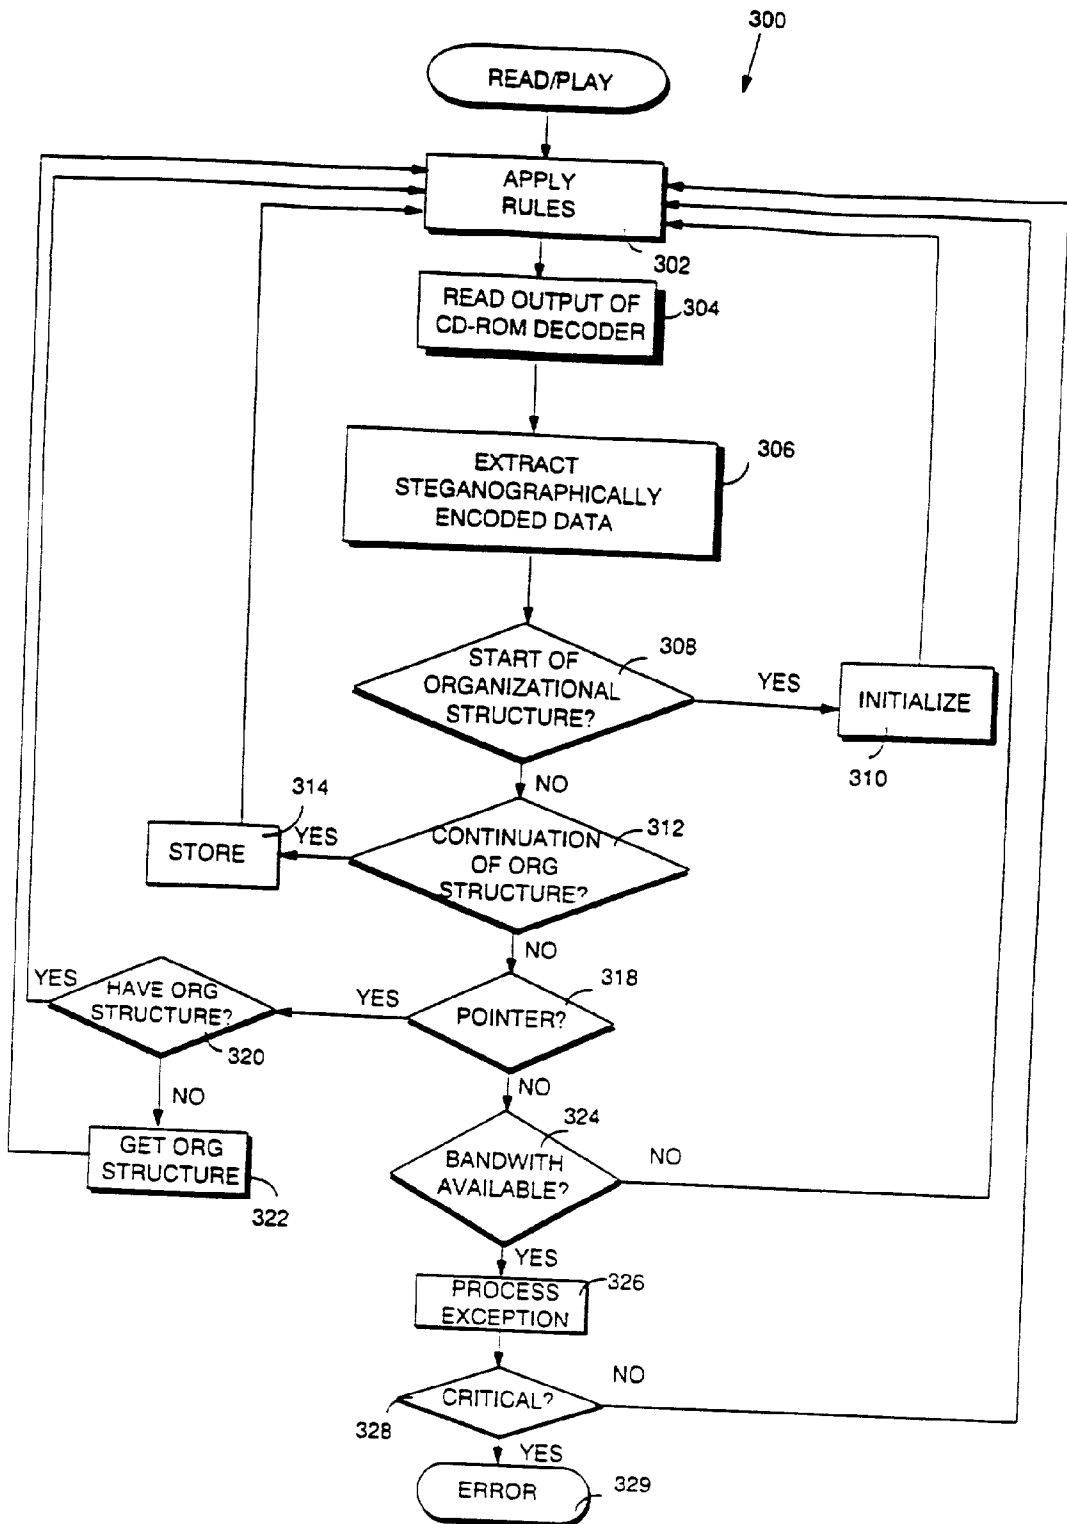 300
READ/PLAY
APPLY
RULES
302
READ OUTPUT OF
CD-ROM DECODER
304
EXTRACT
STEGANOGRAPHICALLY
ENCODED DATA
306
START OF
ORGANIZATIONAL
STRUCTURE?
308
YES
INITIALIZE
310
NO
CONTINUATION
OF ORG
STRUCTURE?
312
YES
314
STORE
NO
POINTER?
318
YES
HAVE ORG
STRUCTURE?
320
YES
NO
GET ORG
STRUCTURE
322
NO
BANDWITH
AVAILABLE?
324
NO
YES
PROCESS
EXCEPTION
326
CRITICAL?
328
NO
YES
ERROR
329